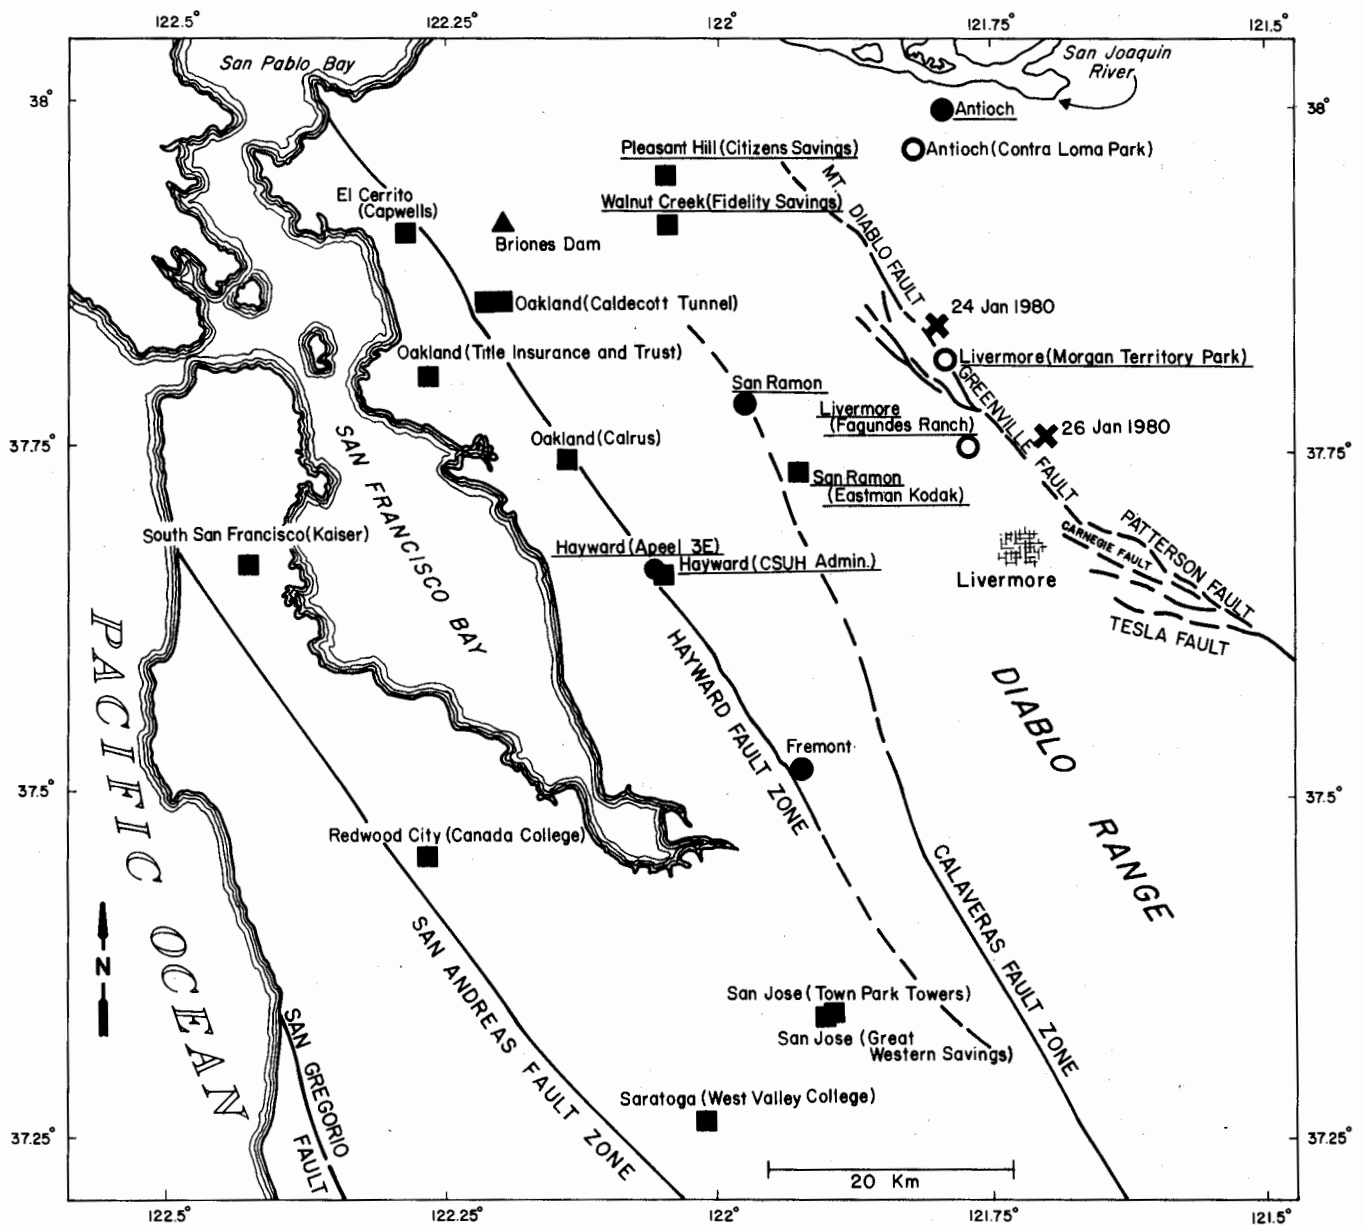 122.5°
122.25°
122°
121.75°
121.5°
San Pablo Bay
San Joaquin
River
38°
38°
Antioch
Pleasant Hill (Citizens Savings)
Antioch (Contra Loma Park)
MT. DIABLO FAULT
El Cerrito
(Capwells)
Walnut Creek (Fidelity Savings)
Briones Dam
24 Jan 1980
Oakland (Caldecott Tunnel)
Oakland (Title Insurance and Trust)
Livermore (Morgan Territory Park)
GREENVILLE FAULT
San Ramon
Livermore
(Fagundes Ranch)
26 Jan 1980
37.75°
37.75°
Oakland (Calrus)
SAN FRANCISCO BAY
San Ramon
(Eastman Kodak)
South San Francisco (Kaiser)
PATTERSON FAULT
CARNEGIE FAULT
Hayward (Apeel 3E)
Hayward (CSUH Admin.)
Livermore
TESLA FAULT
PACIFIC OCEAN
HAYWARD FAULT ZONE
DIABLO RANGE
Fremont
37.5°
37.5°
Redwood City (Canada College)
CALAVERAS FAULT ZONE
SAN ANDREAS FAULT ZONE
N
San Jose (Town Park Towers)
San Jose (Great
Western Savings)
SAN GREGORIO
FAULT
Saratoga (West Valley College)
37.25°
37.25°
20 Km
122.5°
122.25°
122°
121.75°
121.5°